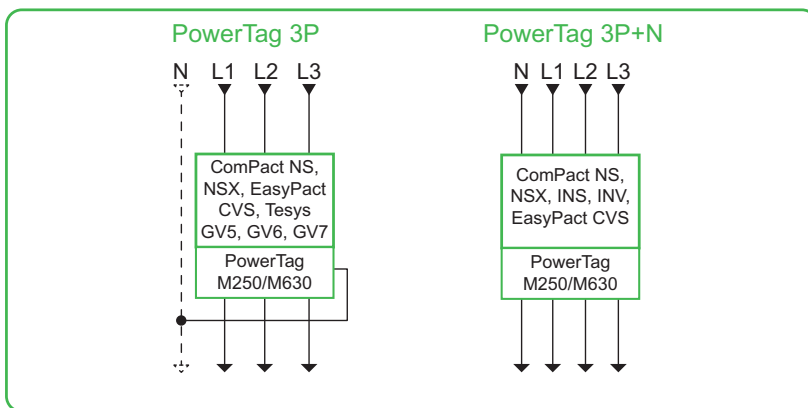 PowerTag 3P
N L1 L2 L3
ComPact NS,
NSX, EasyPact
CVS, Tesys
GV5, GV6, GV7
PowerTag
M250/M630
PowerTag 3P+N
N L1 L2 L3
ComPact NS,
NSX, INS, INV,
EasyPact CVS
PowerTag
M250/M630